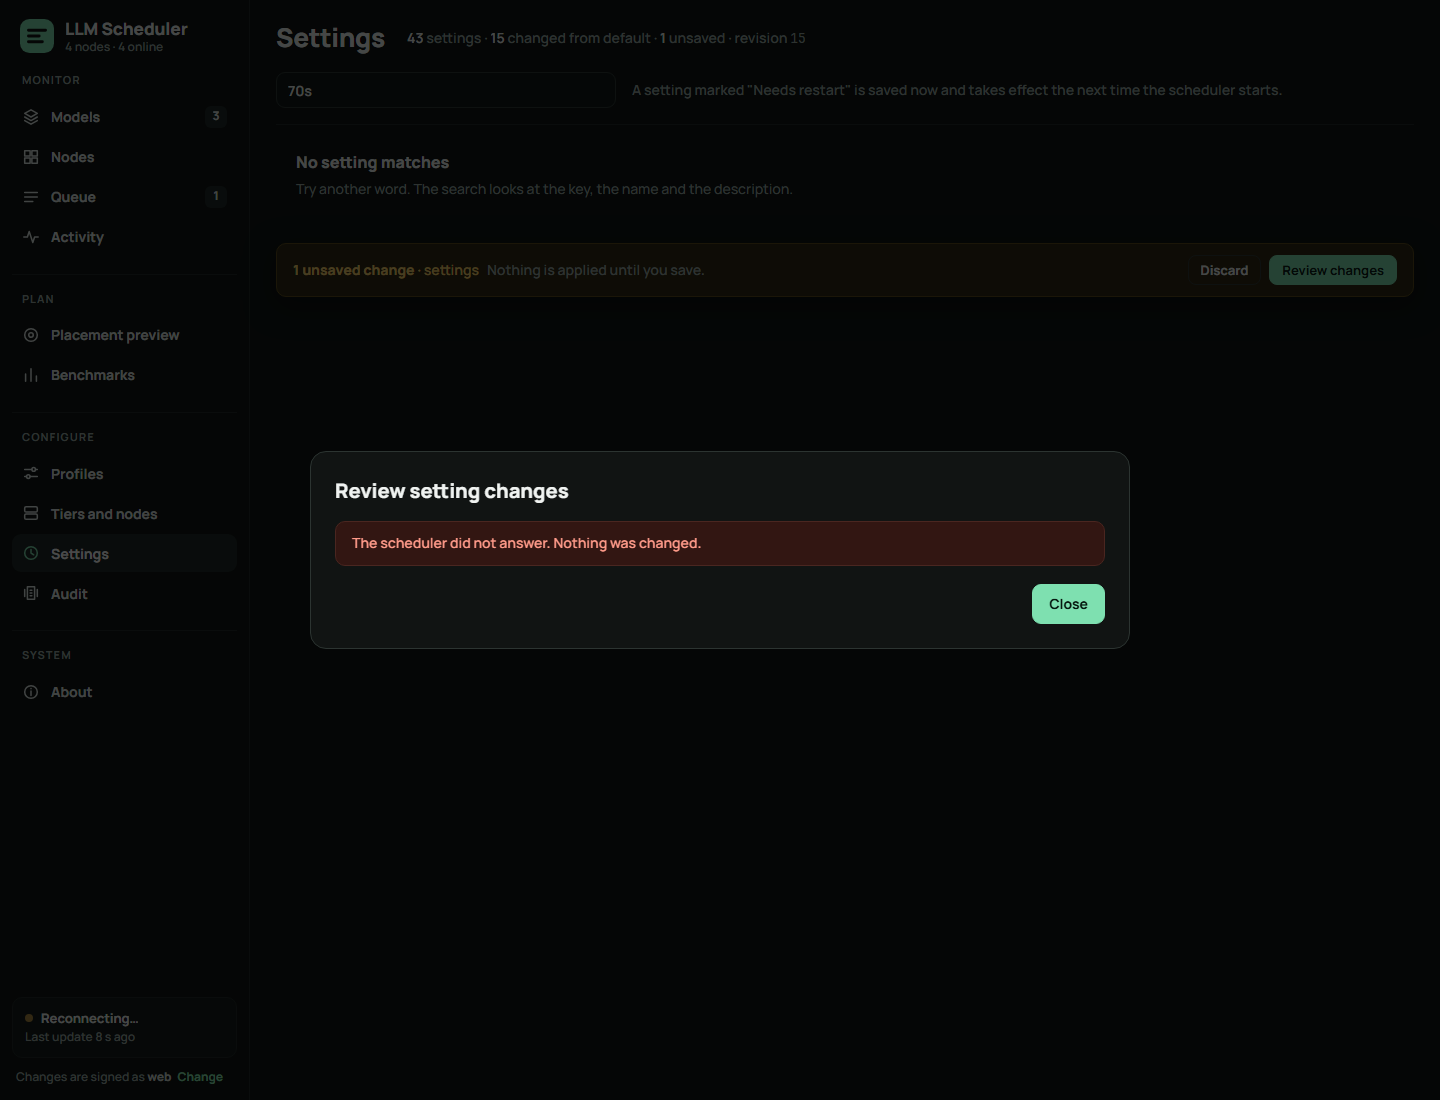 LLM Scheduler
4 nodes · 4 online
MONITOR
Models 3
Nodes
Queue 1
Activity
PLAN
Placement preview
Benchmarks
CONFIGURE
Profiles
Tiers and nodes
Settings
Audit
SYSTEM
About
Reconnecting…
Last update 8 s ago
Changes are signed as web Change
Settings 43 settings · 15 changed from default · 1 unsaved · revision 15
70s
A setting marked "Needs restart" is saved now and takes effect the next time the scheduler starts.
No setting matches
Try another word. The search looks at the key, the name and the description.
1 unsaved change · settings Nothing is applied until you save. Discard Review changes
Review setting changes
The scheduler did not answer. Nothing was changed.
Close